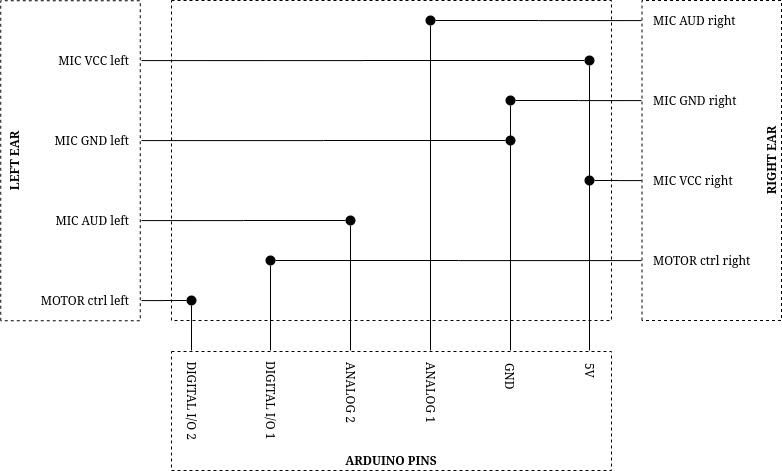 LEFT EAR
MIC VCC left
MIC GND left
MIC AUD left
MOTOR ctrl left
MIC AUD right
MIC GND right
MIC VCC right
MOTOR ctrl right
RIGHT EAR
DIGITAL I/O 2
DIGITAL I/O 1
ANALOG 2
ANALOG 1
GND
5V
ARDUINO PINS